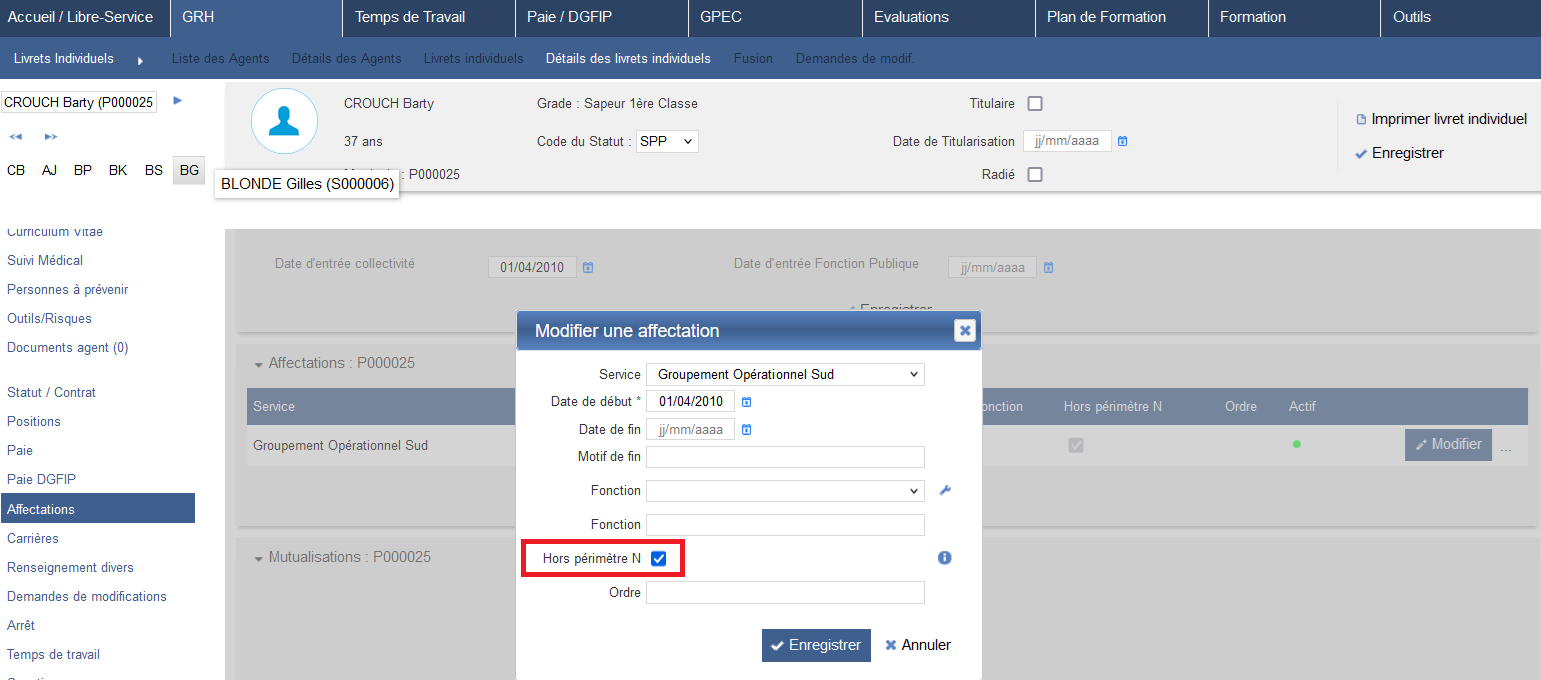 Accueil / Libre-Service GRH Temps de Travail Paie / DGFIP GPEC Evaluations Plan de Formation Formation Outils
Livrets Individuels Liste des Agents Détails des Agents Livrets individuels Détails des livrets individuels Fusion Demandes de modif.
CROUCH Barty (P000025
CB AJ BP BK BS BG
BLONDE Gilles (S000006)
CROUCH Barty Grade : Sapeur 1ère Classe Titulaire
37 ans Code du Statut : SPP Date de Titularisation jj/mm/aaaa
: P000025 Radié
Imprimer livret individuel
Enregistrer
Curriculum Vitae
Suivi Médical
Personnes à prévenir
Outils/Risques
Documents agent (0)
Statut / Contrat
Positions
Paie
Paie DGFIP
Affectations
Carrières
Renseignement divers
Demandes de modifications
Arrêt
Temps de travail
Date d'entrée collectivité 01/04/2010 Date d'entrée Fonction Publique jj/mm/aaaa
Enregistrer
Affectations : P000025
Service onction Hors périmètre N Ordre Actif
Groupement Opérationnel Sud Modifier ...
Mutualisations : P000025
Modifier une affectation
Service Groupement Opérationnel Sud
Date de début * 01/04/2010
Date de fin jj/mm/aaaa
Motif de fin
Fonction
Fonction
Hors périmètre N
Ordre
Enregistrer Annuler